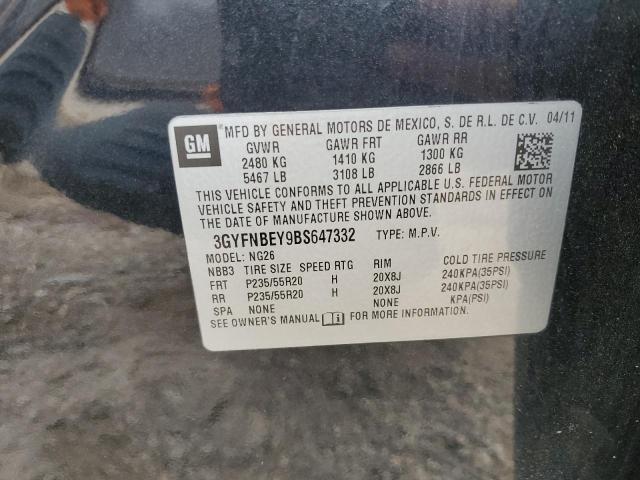 GM MFD BY GENERAL MOTORS DE MEXICO, S. DE R.L. DE C.V. 04/11
GVWR GAWR FRT GAWR RR
2480 KG 1410 KG 1300 KG
5467 LB 3108 LB 2866 LB
THIS VEHICLE CONFORMS TO ALL APPLICABLE U.S. FEDERAL MOTOR
VEHICLE SAFETY AND THEFT PREVENTION STANDARDS IN EFFECT ON
THE DATE OF MANUFACTURE SHOWN ABOVE.
3GYFNBEY9BS647332 TYPE: M.P.V.
MODEL: NG26
NBB3 TIRE SIZE SPEED RTG RIM COLD TIRE PRESSURE
FRT P235/55R20 H 20X8J 240KPA(35PSI)
RR P235/55R20 H 20X8J 240KPA(35PSI)
SPA NONE NONE KPA(PSI)
SEE OWNER'S MANUAL FOR MORE INFORMATION.